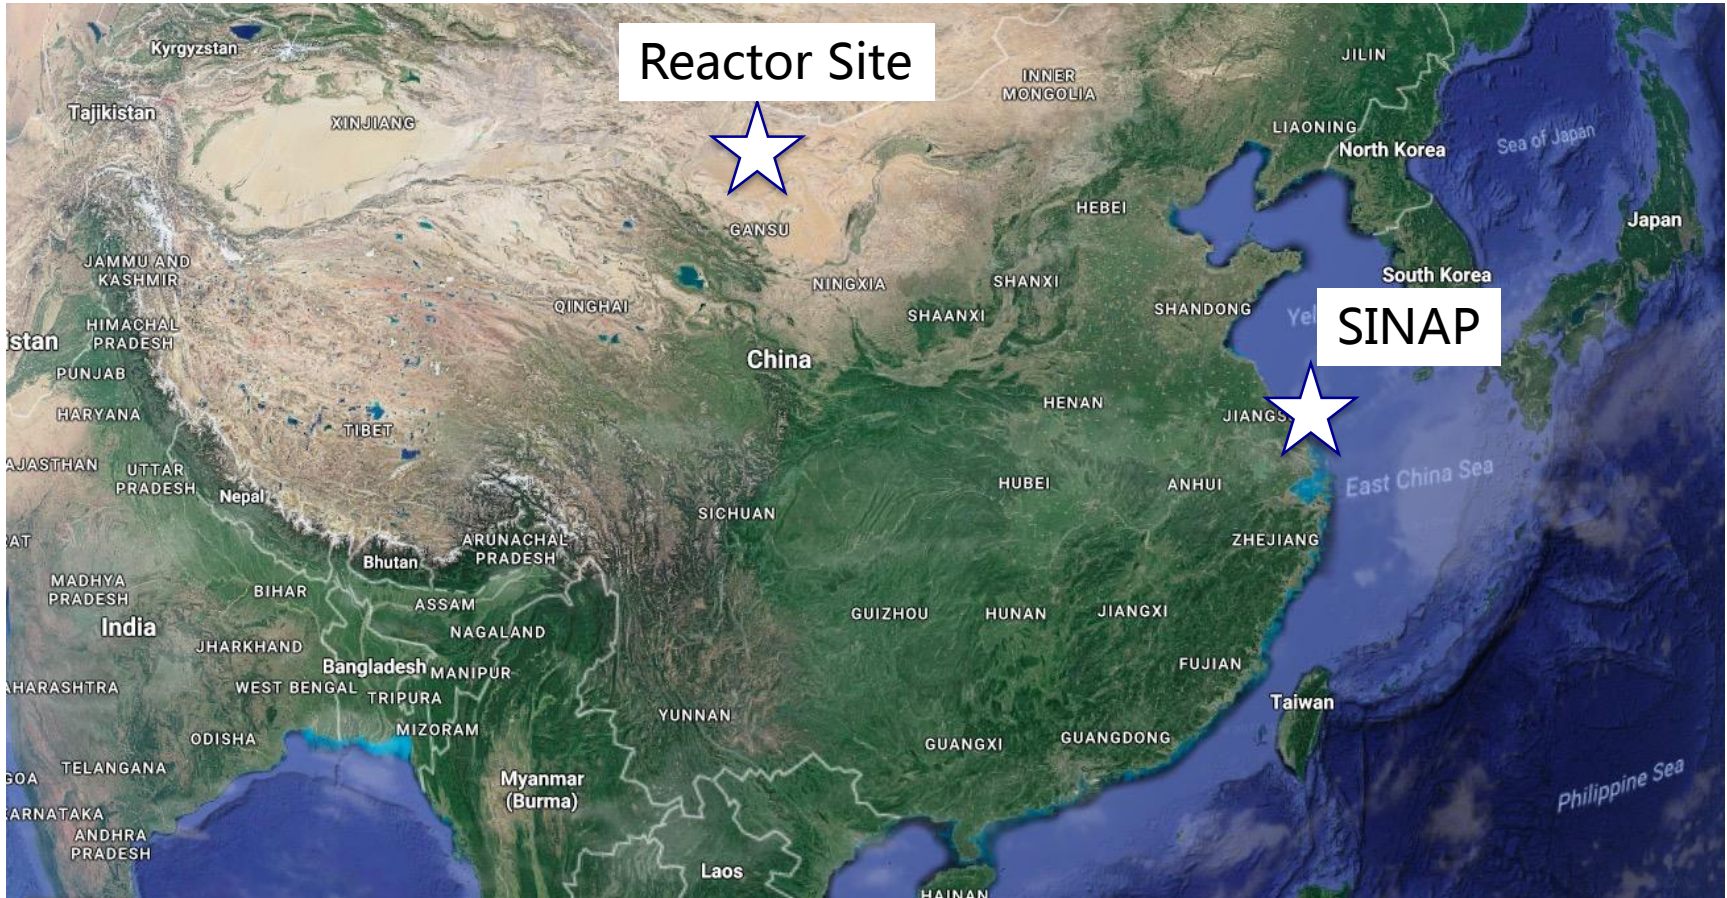 Kyrgyzstan
Reactor Site
JILIN
INNER
MONGOLIA
Tajikistan
XINJIANG
LIAONING
North Korea
Sea of Japan
HEBEI
Japan
GANSU
JAMMU AND
KASHMIR
South Korea
NINGXIA
SHANXI
QINGHAI
SHAANXI
SHANDONG
Yel
SINAP
HIMACHAL
PRADESH
istan
China
PUNJAB
HENAN
HARYANA
JIANGS
TIBET
AJASTHAN
UTTAR
PRADESH
East China Sea
HUBEI
ANHUI
Nepal
SICHUAN
ARUNACHAL
PRADESH
ZHEJIANG
AT
Bhutan
MADHYA
PRADESH
BIHAR
ASSAM
GUIZHOU
HUNAN
JIANGXI
India
NAGALAND
JHARKHAND
Bangladesh
MANIPUR
FUJIAN
AHARASHTRA
WEST BENGAL
TRIPURA
Taiwan
YUNNAN
MIZORAM
ODISHA
GUANGXI
GUANGDONG
GOA
TELANGANA
Myanmar
(Burma)
Philippine Sea
KARNATAKA
ANDHRA
PRADESH
Laos
HAINAN